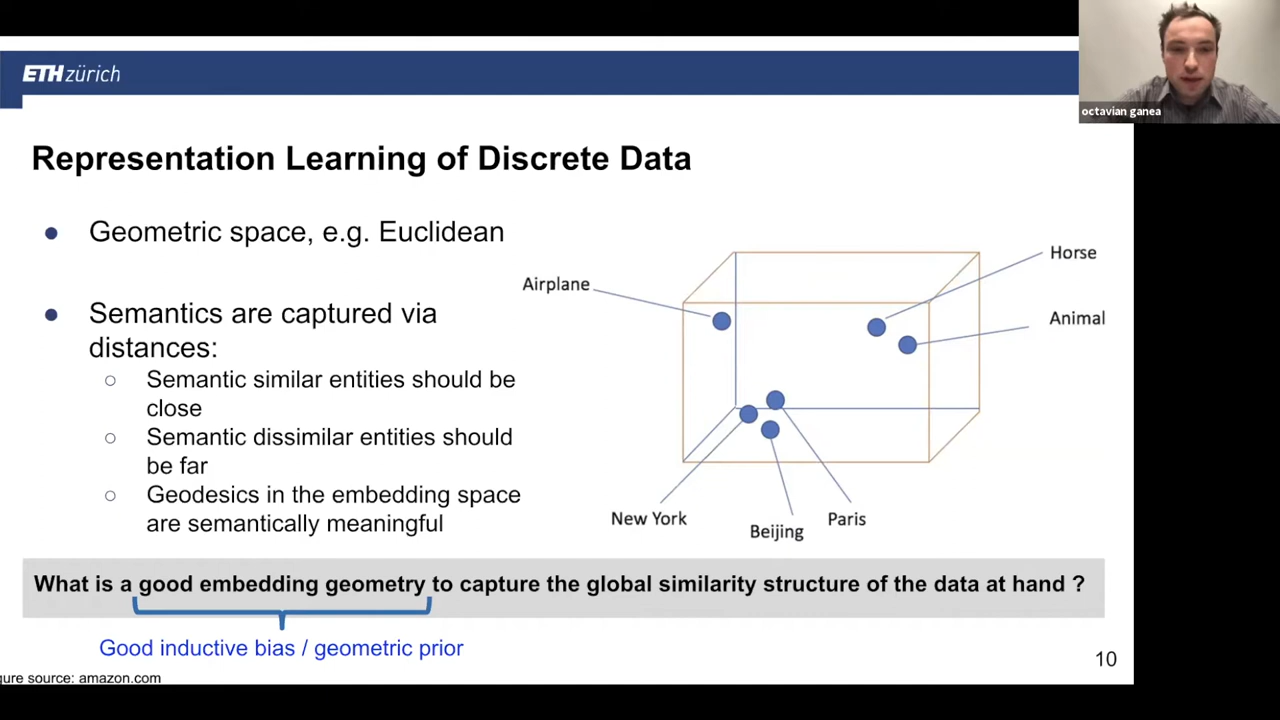 ETH zürich
octavian ganea
Representation Learning of Discrete Data
● Geometric space, e.g. Euclidean
● Semantics are captured via
distances:
○ Semantic similar entities should be
close
○ Semantic dissimilar entities should
be far
○ Geodesics in the embedding space
are semantically meaningful
Airplane
Horse
Animal
New York
Beijing
Paris
What is a good embedding geometry to capture the global similarity structure of the data at hand ?
Good inductive bias / geometric prior
10
gure source: amazon.com